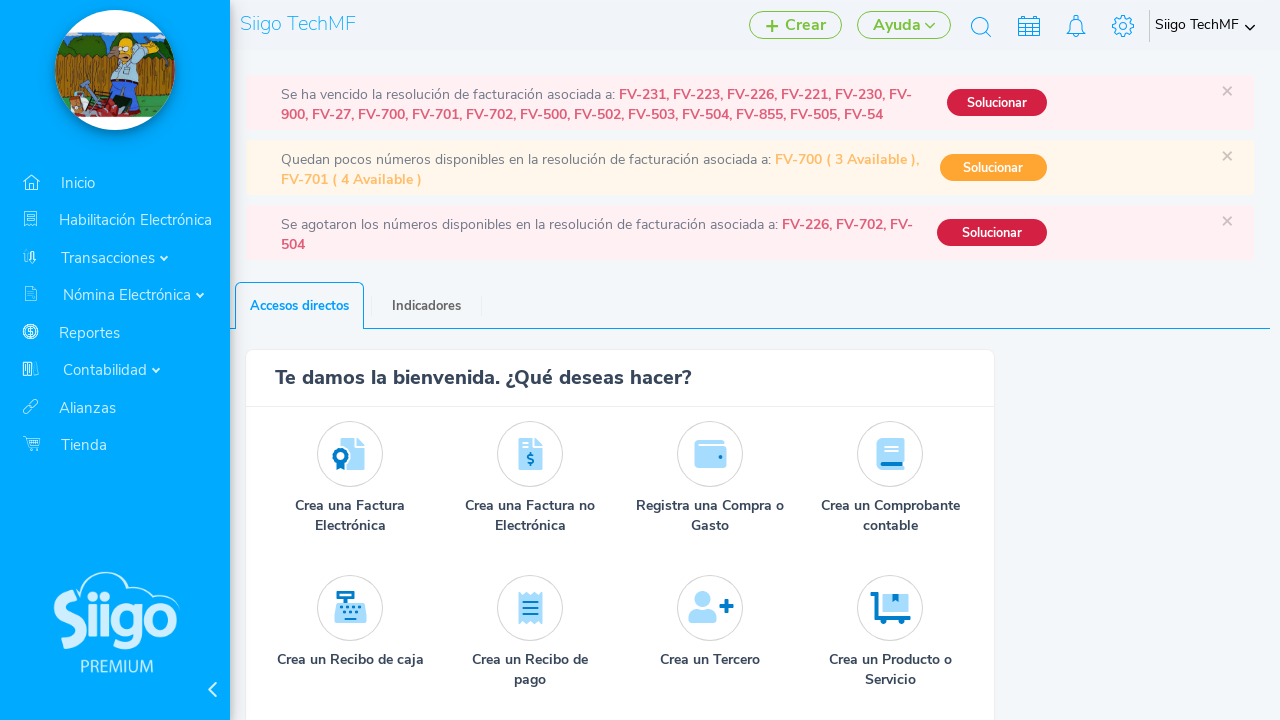 Siigo TechMF
Crear
Ayuda
Siigo TechMF
Inicio
Habilitación Electrónica
Transacciones
Nómina Electrónica
Reportes
Contabilidad
Alianzas
Tienda
Siigo
PREMIUM
Se ha vencido la resolución de facturación asociada a: FV-231, FV-223, FV-226, FV-221, FV-230, FV-
900, FV-27, FV-700, FV-701, FV-702, FV-500, FV-502, FV-503, FV-504, FV-855, FV-505, FV-54
Solucionar
×
Quedan pocos números disponibles en la resolución de facturación asociada a: FV-700 ( 3 Available ),
FV-701 ( 4 Available )
Solucionar
×
Se agotaron los números disponibles en la resolución de facturación asociada a: FV-226, FV-702, FV-
504
Solucionar
×
Accesos directos
Indicadores
Te damos la bienvenida. ¿Qué deseas hacer?
Crea una Factura
Electrónica
Crea una Factura no
Electrónica
Registra una Compra o
Gasto
Crea un Comprobante
contable
Crea un Recibo de caja
Crea un Recibo de
pago
Crea un Tercero
Crea un Producto o
Servicio